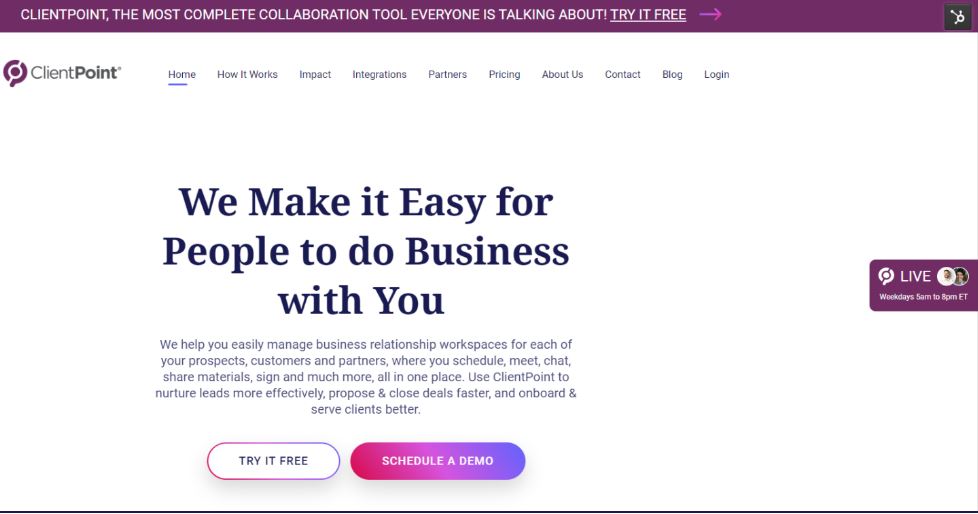 CLIENTPOINT, THE MOST COMPLETE COLLABORATION TOOL EVERYONE IS TALKING ABOUT! TRY IT FREE
ClientPoint®
Home How It Works Impact Integrations Partners Pricing About Us Contact Blog Login
We Make it Easy for
People to do Business
with You
LIVE
Weekdays 5am to 8pm ET
We help you easily manage business relationship workspaces for each of
your prospects, customers and partners, where you schedule, meet, chat,
share materials, sign and much more, all in one place. Use ClientPoint to
nurture leads more effectively, propose & close deals faster, and onboard &
serve clients better.
TRY IT FREE SCHEDULE A DEMO